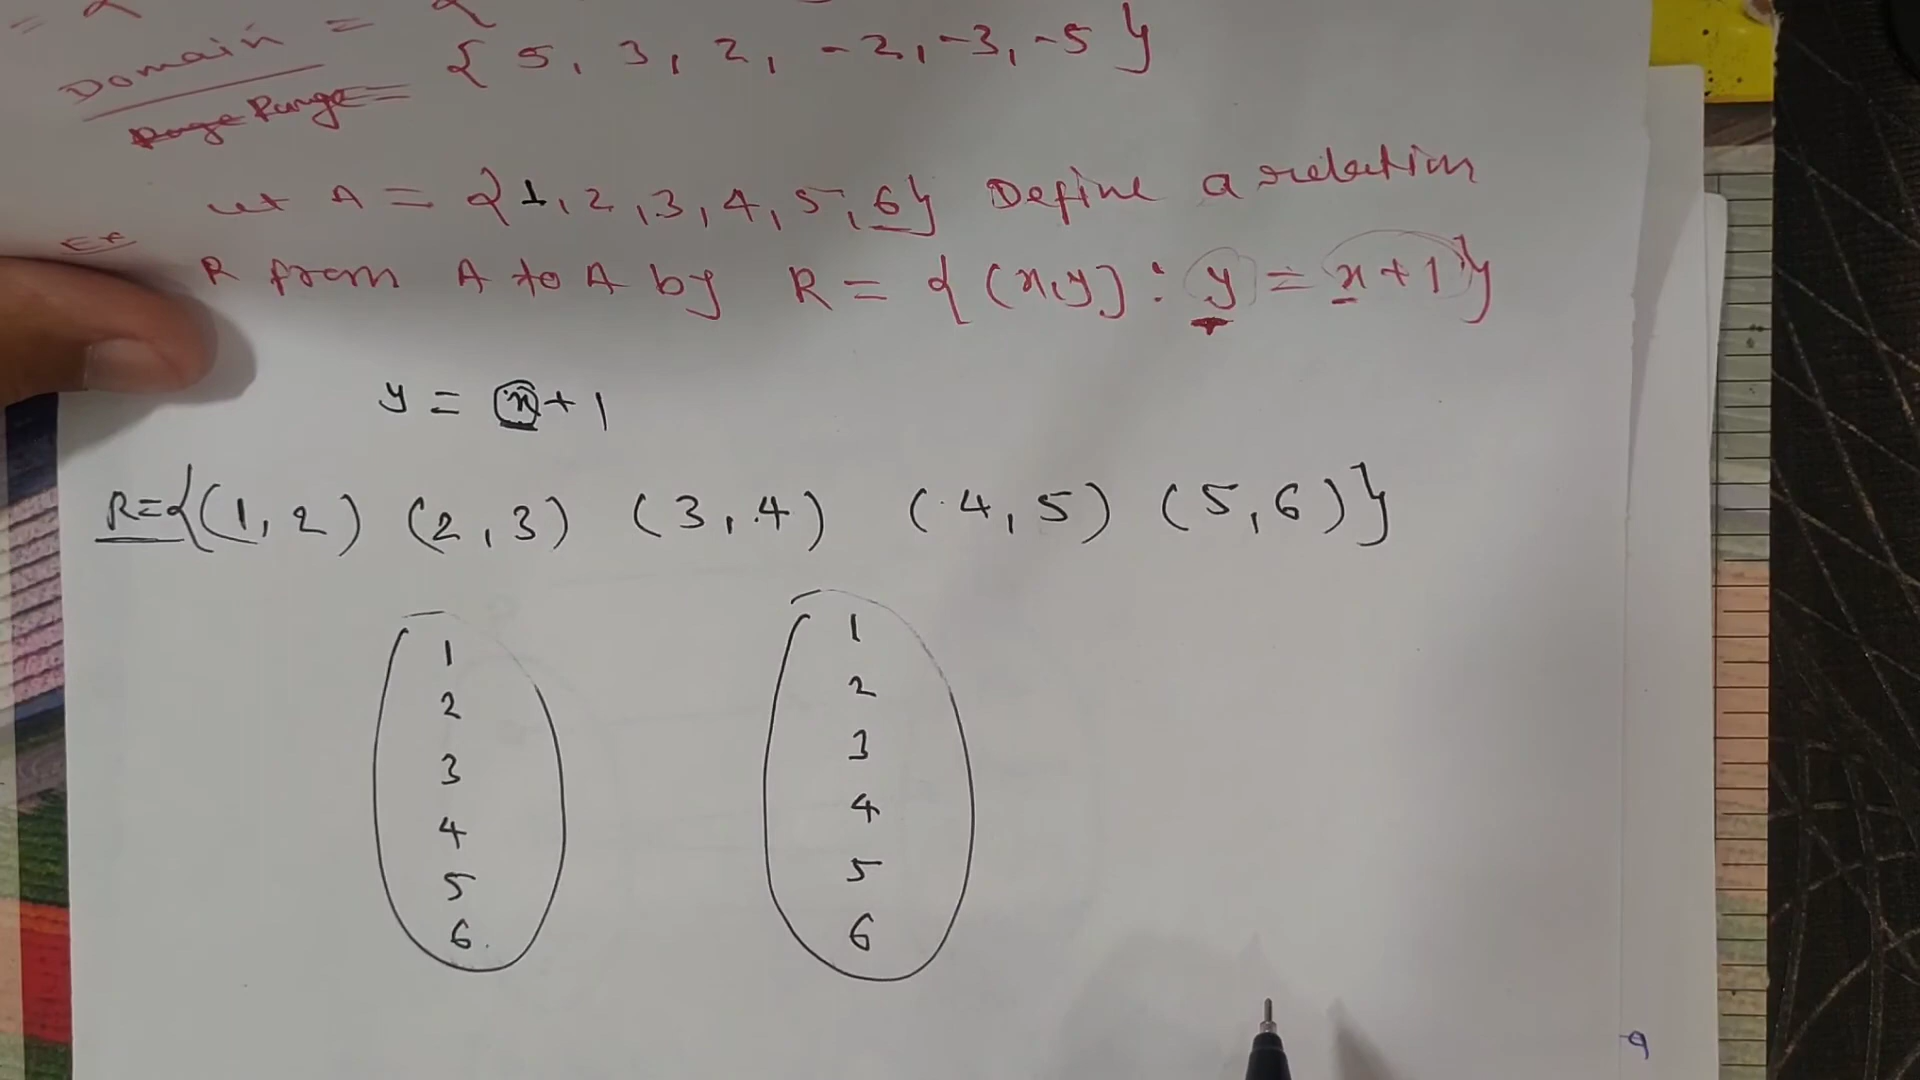 Domain =
Range = { 5, 3, 2, -2, -3, -5 }
Ex let A = {1, 2, 3, 4, 5, 6} Define a relation
R from A to A by R = {(x,y) : y = x+1}
y = x + 1
R={(1, 2) (2, 3) (3, 4) (4, 5) (5, 6)}
1 1
2 2
3 3
4 4
5 5
6. 6
9